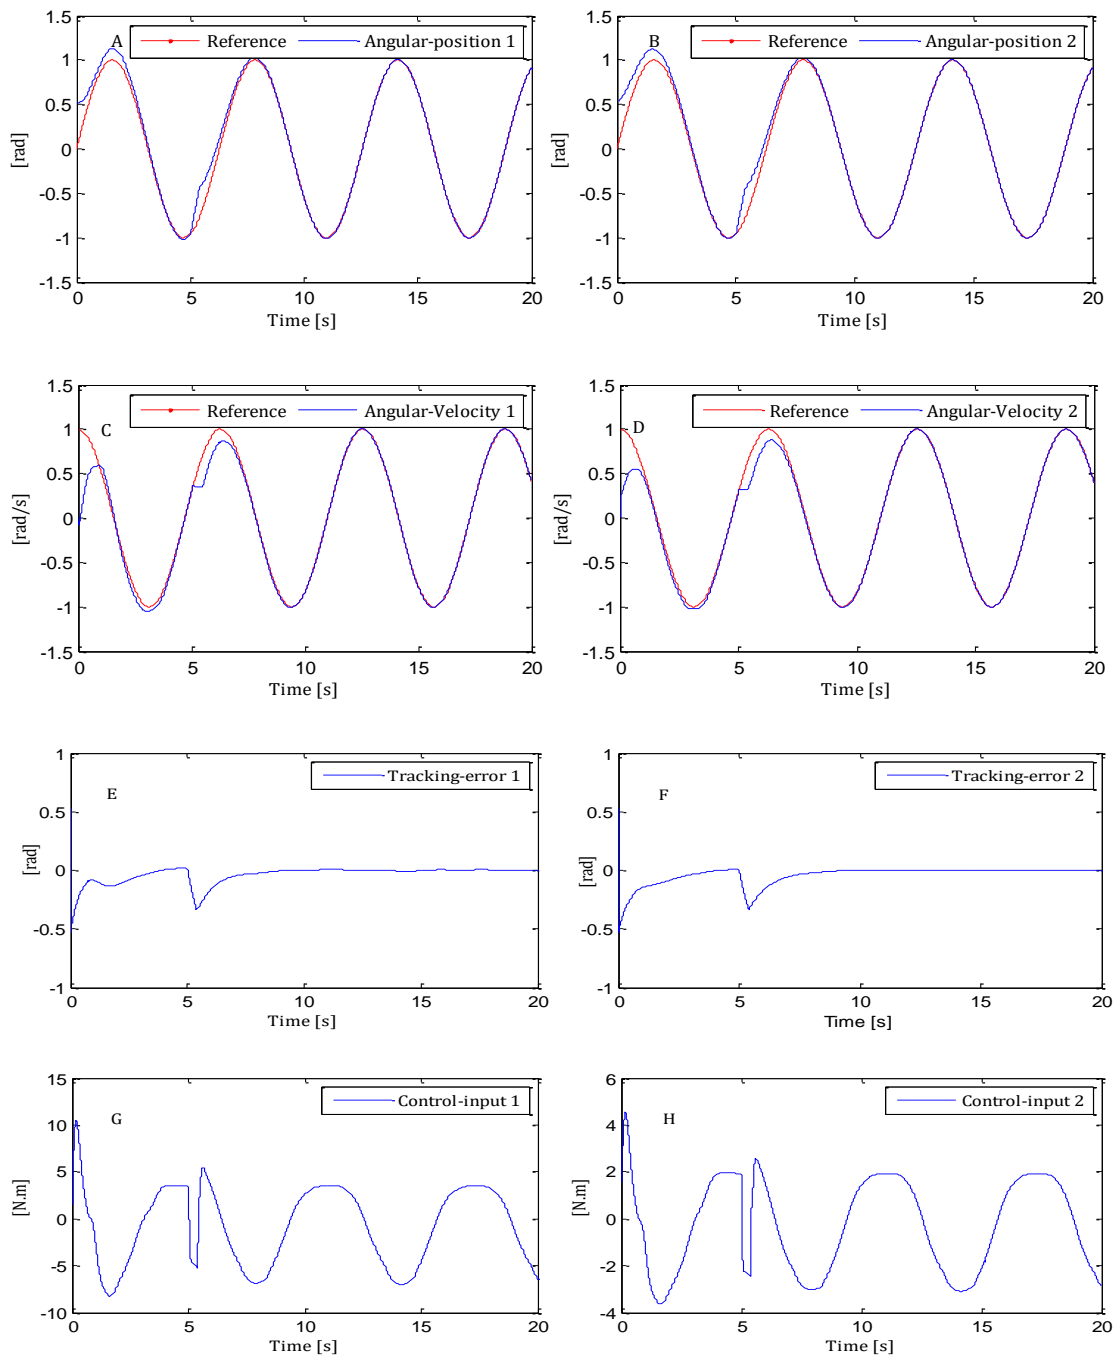 A
Reference
Angular-position 1
1.5
1
0.5
0
-0.5
-1
-1.5
[rad]
0
5
10
15
20
Time [s]
B
Reference
Angular-position 2
1.5
1
0.5
0
-0.5
-1
-1.5
[rad]
0
5
10
15
20
Time [s]
C
Reference
Angular-Velocity 1
1.5
1
0.5
0
-0.5
-1
-1.5
[rad/s]
0
5
10
15
20
Time [s]
D
Reference
Angular-Velocity 2
1.5
1
0.5
0
-0.5
-1
-1.5
[rad/s]
0
5
10
15
20
Time [s]
E
Tracking-error 1
1
0.5
0
-0.5
-1
[rad]
0
5
10
15
20
Time [s]
F
Tracking-error 2
1
0.5
0
-0.5
-1
[rad]
0
5
10
15
20
Time [s]
G
Control-input 1
15
10
5
0
-5
-10
[N.m]
0
5
10
15
20
Time [s]
H
Control-input 2
6
4
2
0
-2
-4
[N.m]
0
5
10
15
20
Time [s]